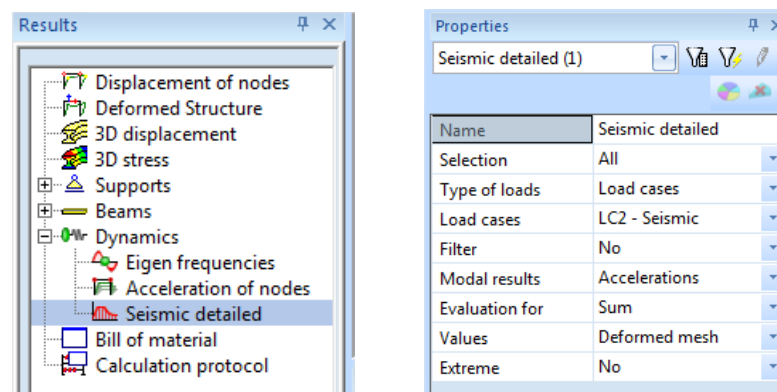 Results
Displacement of nodes
Deformed Structure
3D displacement
3D stress
Supports
Beams
Dynamics
Eigen frequencies
Acceleration of nodes
Seismic detailed
Bill of material
Calculation protocol
Properties
Seismic detailed (1)
Name Seismic detailed
Selection All
Type of loads Load cases
Load cases LC2 - Seismic
Filter No
Modal results Accelerations
Evaluation for Sum
Values Deformed mesh
Extreme No